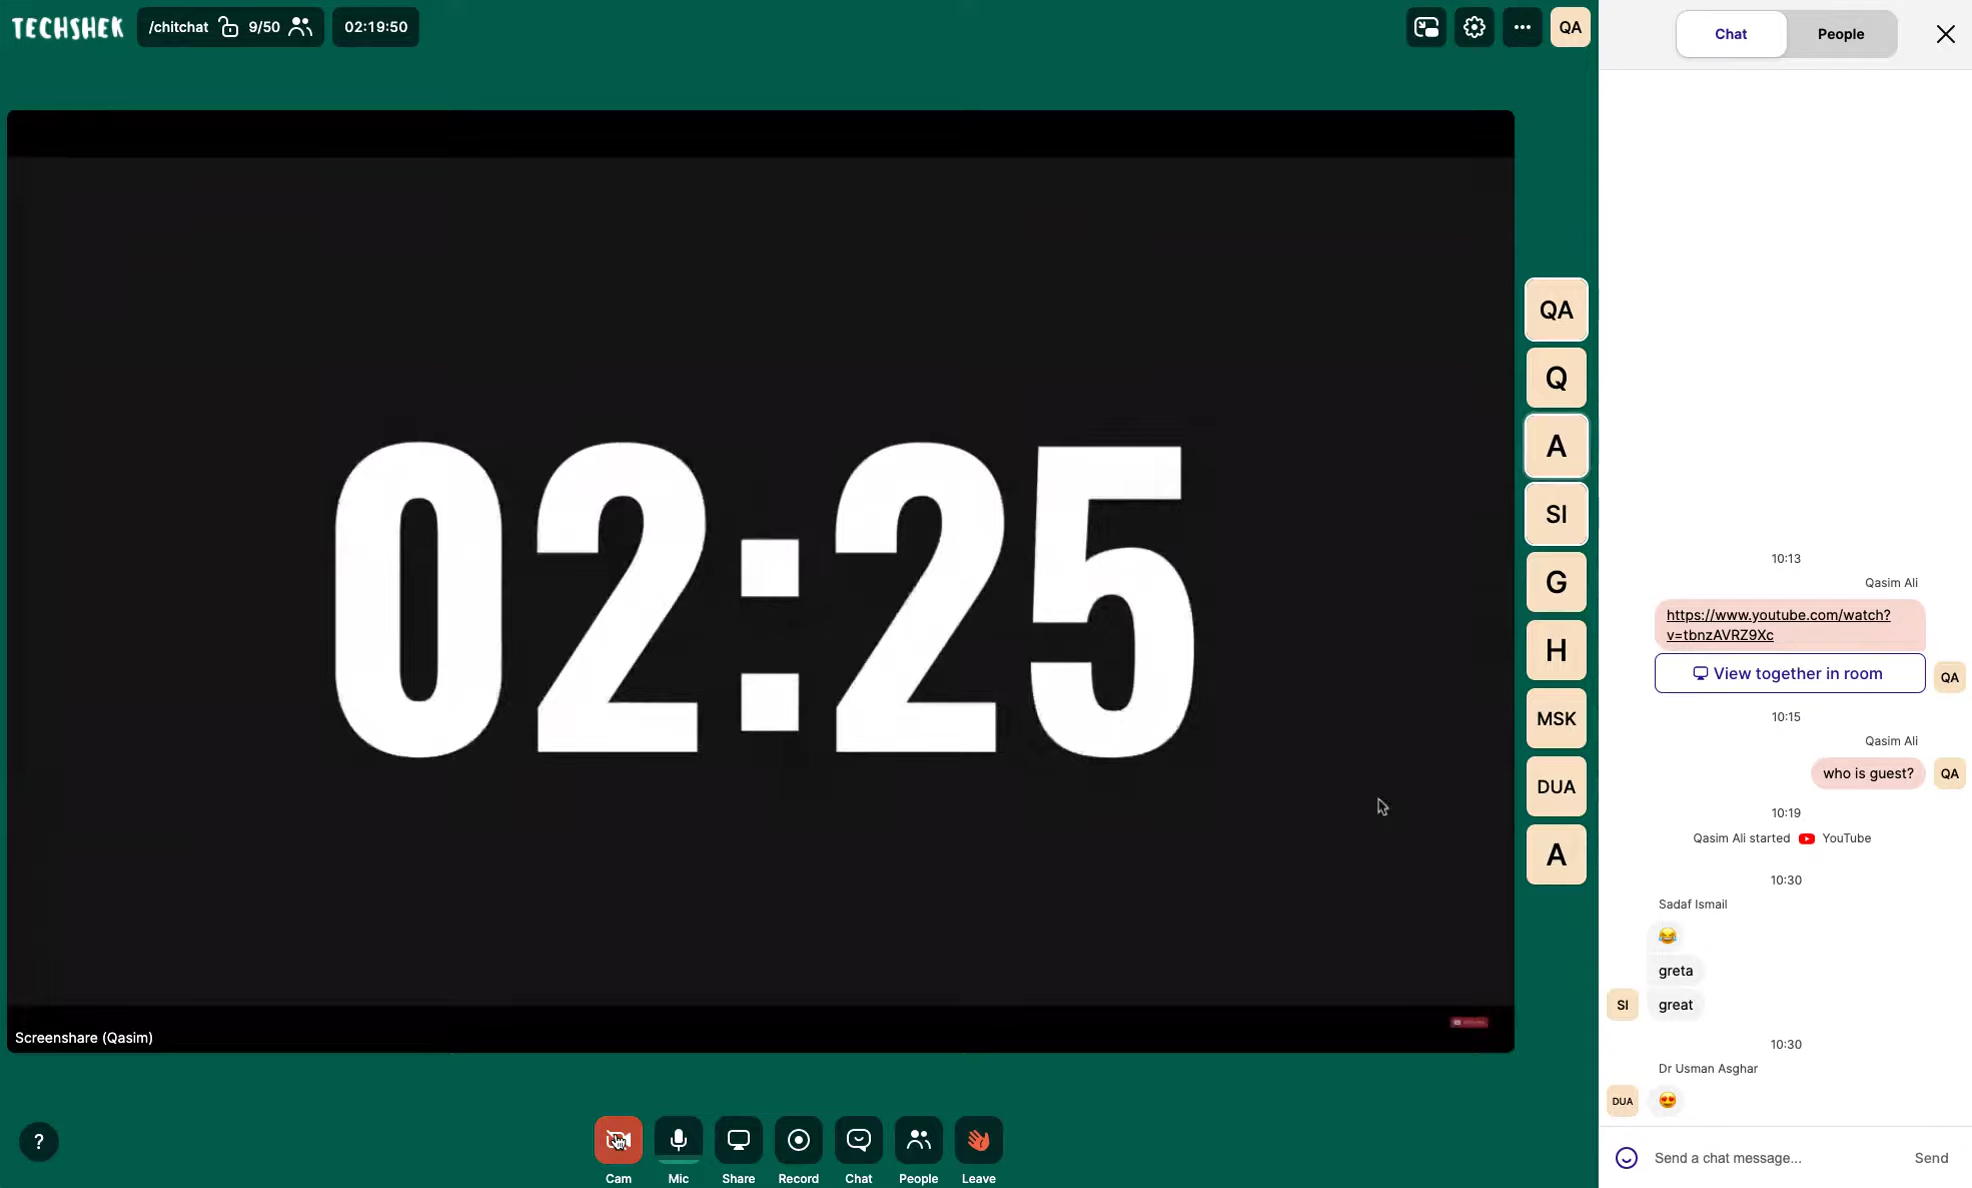 TECHSHEK
/chitchat 9/50
02:19:50
QA
Chat
People
02:25
Screenshare (Qasim)
QA
Q
A
SI
G
H
MSK
DUA
A
10:13
Qasim Ali
https://www.youtube.com/watch?
v=tbnzAVRZ9Xc
View together in room
QA
10:15
Qasim Ali
who is guest?
QA
10:19
Qasim Ali started YouTube
10:30
Sadaf Ismail
😂
greta
great
SI
10:30
Dr Usman Asghar
😍
DUA
Send a chat message...
Send
?
Cam
Mic
Share
Record
Chat
People
Leave